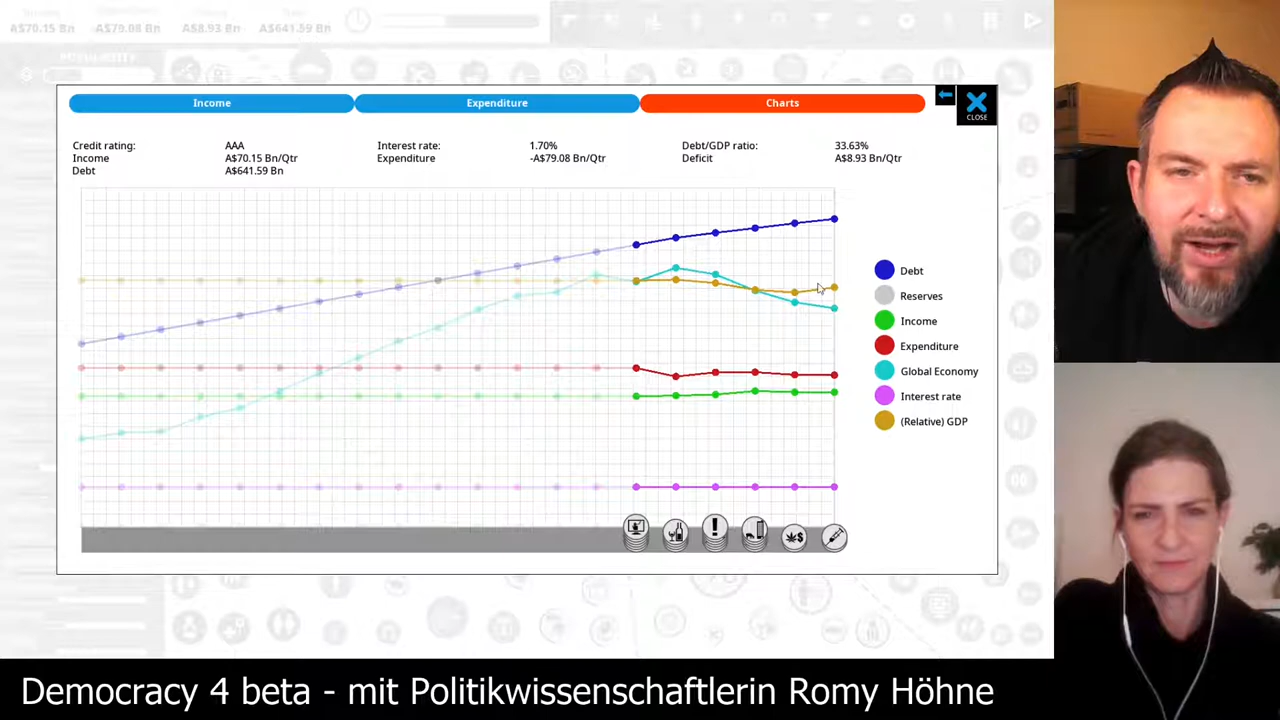 A$70.15 Bn A$79.08 Bn A$8.93 Bn A$641.59 Bn
POPULARITY
Income Expenditure Charts
CLOSE
Credit rating: AAA Interest rate: 1.70% Debt/GDP ratio: 33.63%
Income A$70.15 Bn/Qtr Expenditure -A$79.08 Bn/Qtr Deficit A$8.93 Bn/Qtr
Debt A$641.59 Bn
Debt
Reserves
Income
Expenditure
Global Economy
Interest rate
(Relative) GDP
Democracy 4 beta - mit Politikwissenschaftlerin Romy Höhne